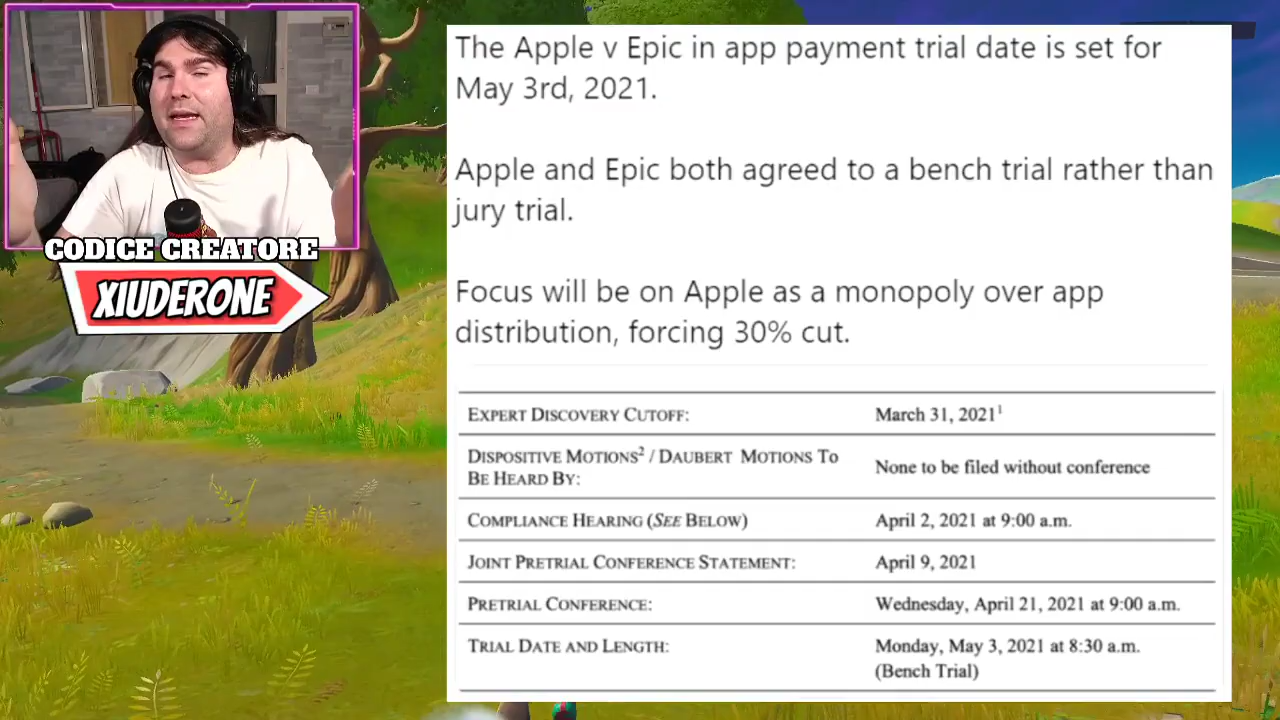 CODICE CREATORE
XIUDERONE
The Apple v Epic in app payment trial date is set for
May 3rd, 2021.
Apple and Epic both agreed to a bench trial rather than
jury trial.
Focus will be on Apple as a monopoly over app
distribution, forcing 30% cut.
EXPERT DISCOVERY CUTOFF: March 31, 2021¹
DISPOSITIVE MOTIONS² / DAUBERT MOTIONS TO
BE HEARD BY: None to be filed without conference
COMPLIANCE HEARING (SEE BELOW) April 2, 2021 at 9:00 a.m.
JOINT PRETRIAL CONFERENCE STATEMENT: April 9, 2021
PRETRIAL CONFERENCE: Wednesday, April 21, 2021 at 9:00 a.m.
TRIAL DATE AND LENGTH: Monday, May 3, 2021 at 8:30 a.m.
(Bench Trial)